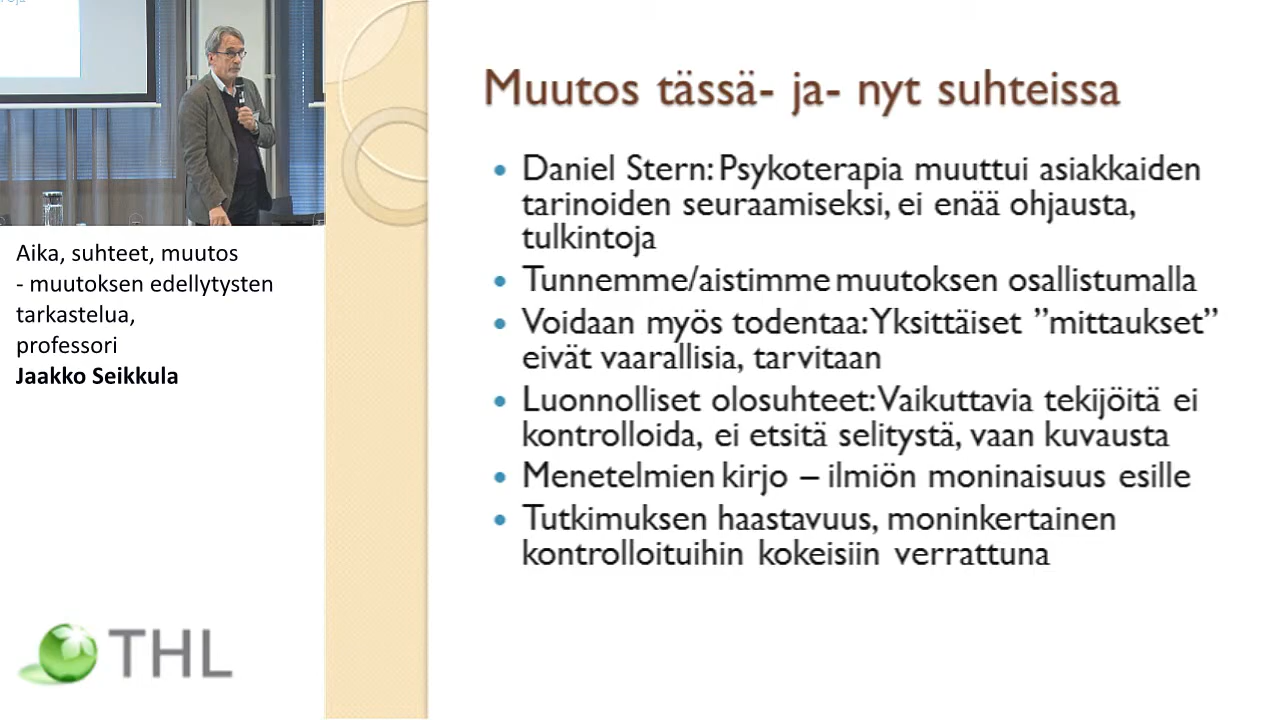 Aika, suhteet, muutos
- muutoksen edellytysten
tarkastelua,
professori
Jaakko Seikkula
THL
Muutos tässä- ja- nyt suhteissa
• Daniel Stern: Psykoterapia muuttui asiakkaiden
tarinoiden seuraamiseksi, ei enää ohjausta,
tulkintoja
• Tunnemme/aistimme muutoksen osallistumalla
• Voidaan myös todentaa: Yksittäiset ”mittaukset”
eivät vaarallisia, tarvitaan
• Luonnolliset olosuhteet: Vaikuttavia tekijöitä ei
kontrolloida, ei etsitä selitystä, vaan kuvausta
• Menetelmien kirjo – ilmiön moninaisuus esille
• Tutkimuksen haastavuus, moninkertainen
kontrolloituihin kokeisiin verrattuna